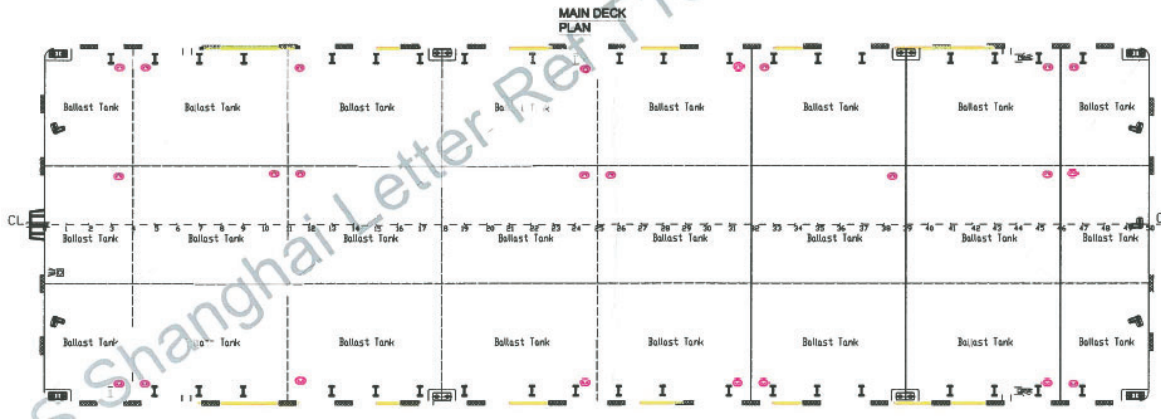 MAIN DECK
PLAN
S Shanghai Letter Ref
Ballast Tank Ballast Tank Ballast Tank Ballast Tank Ballast Tank Ballast Tank Ballast Tank
CL 1 2 3 4 5 6 7 8 9 10 11 12 13 14 15 16 17 18 19 20 21 22 23 24 25 26 27 28 29 30 31 32 33 34 35 36 37 38 39 40 41 42 43 44 45 46 47 48 49 50
Ballast Tank Ballast Tank Ballast Tank Ballast Tank Ballast Tank Ballast Tank Ballast Tank Ballast Tank
Ballast Tank Ballast Tank Ballast Tank Ballast Tank Ballast Tank Ballast Tank Ballast Tank